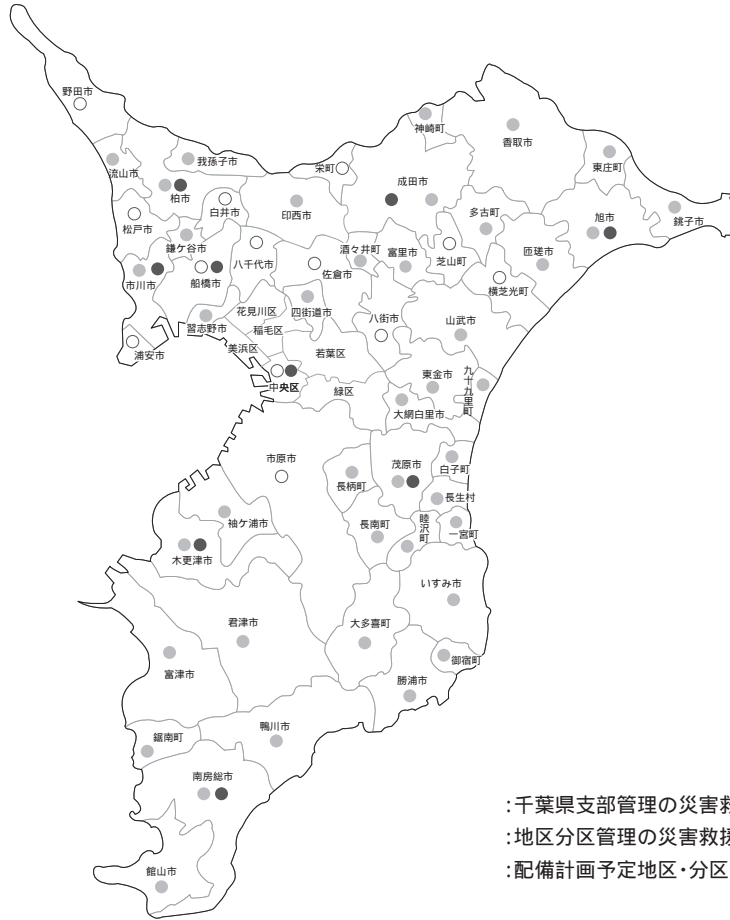 野田市
流山市
我孫子市
柏市
松戸市
白井市
鎌ケ谷市
市川市
船橋市
八千代市
習志野市
浦安市
栄町
印西市
成田市
神崎町
香取市
東庄町
銚子市
旭市
多古町
匝瑳市
芝山町
横芝光町
酒々井町
富里市
佐倉市
四街道市
八街市
山武市
花見川区
稲毛区
美浜区
若葉区
中央区
緑区
東金市
九十九里町
大網白里市
市原市
茂原市
白子町
長柄町
長生村
長南町
睦沢町
一宮町
袖ケ浦市
木更津市
いすみ市
君津市
大多喜町
富津市
御宿町
勝浦市
鋸南町
鴨川市
南房総市
館山市
:千葉県支部管理の災害救
:地区分区管理の災害救援
:配備計画予定地区・分区